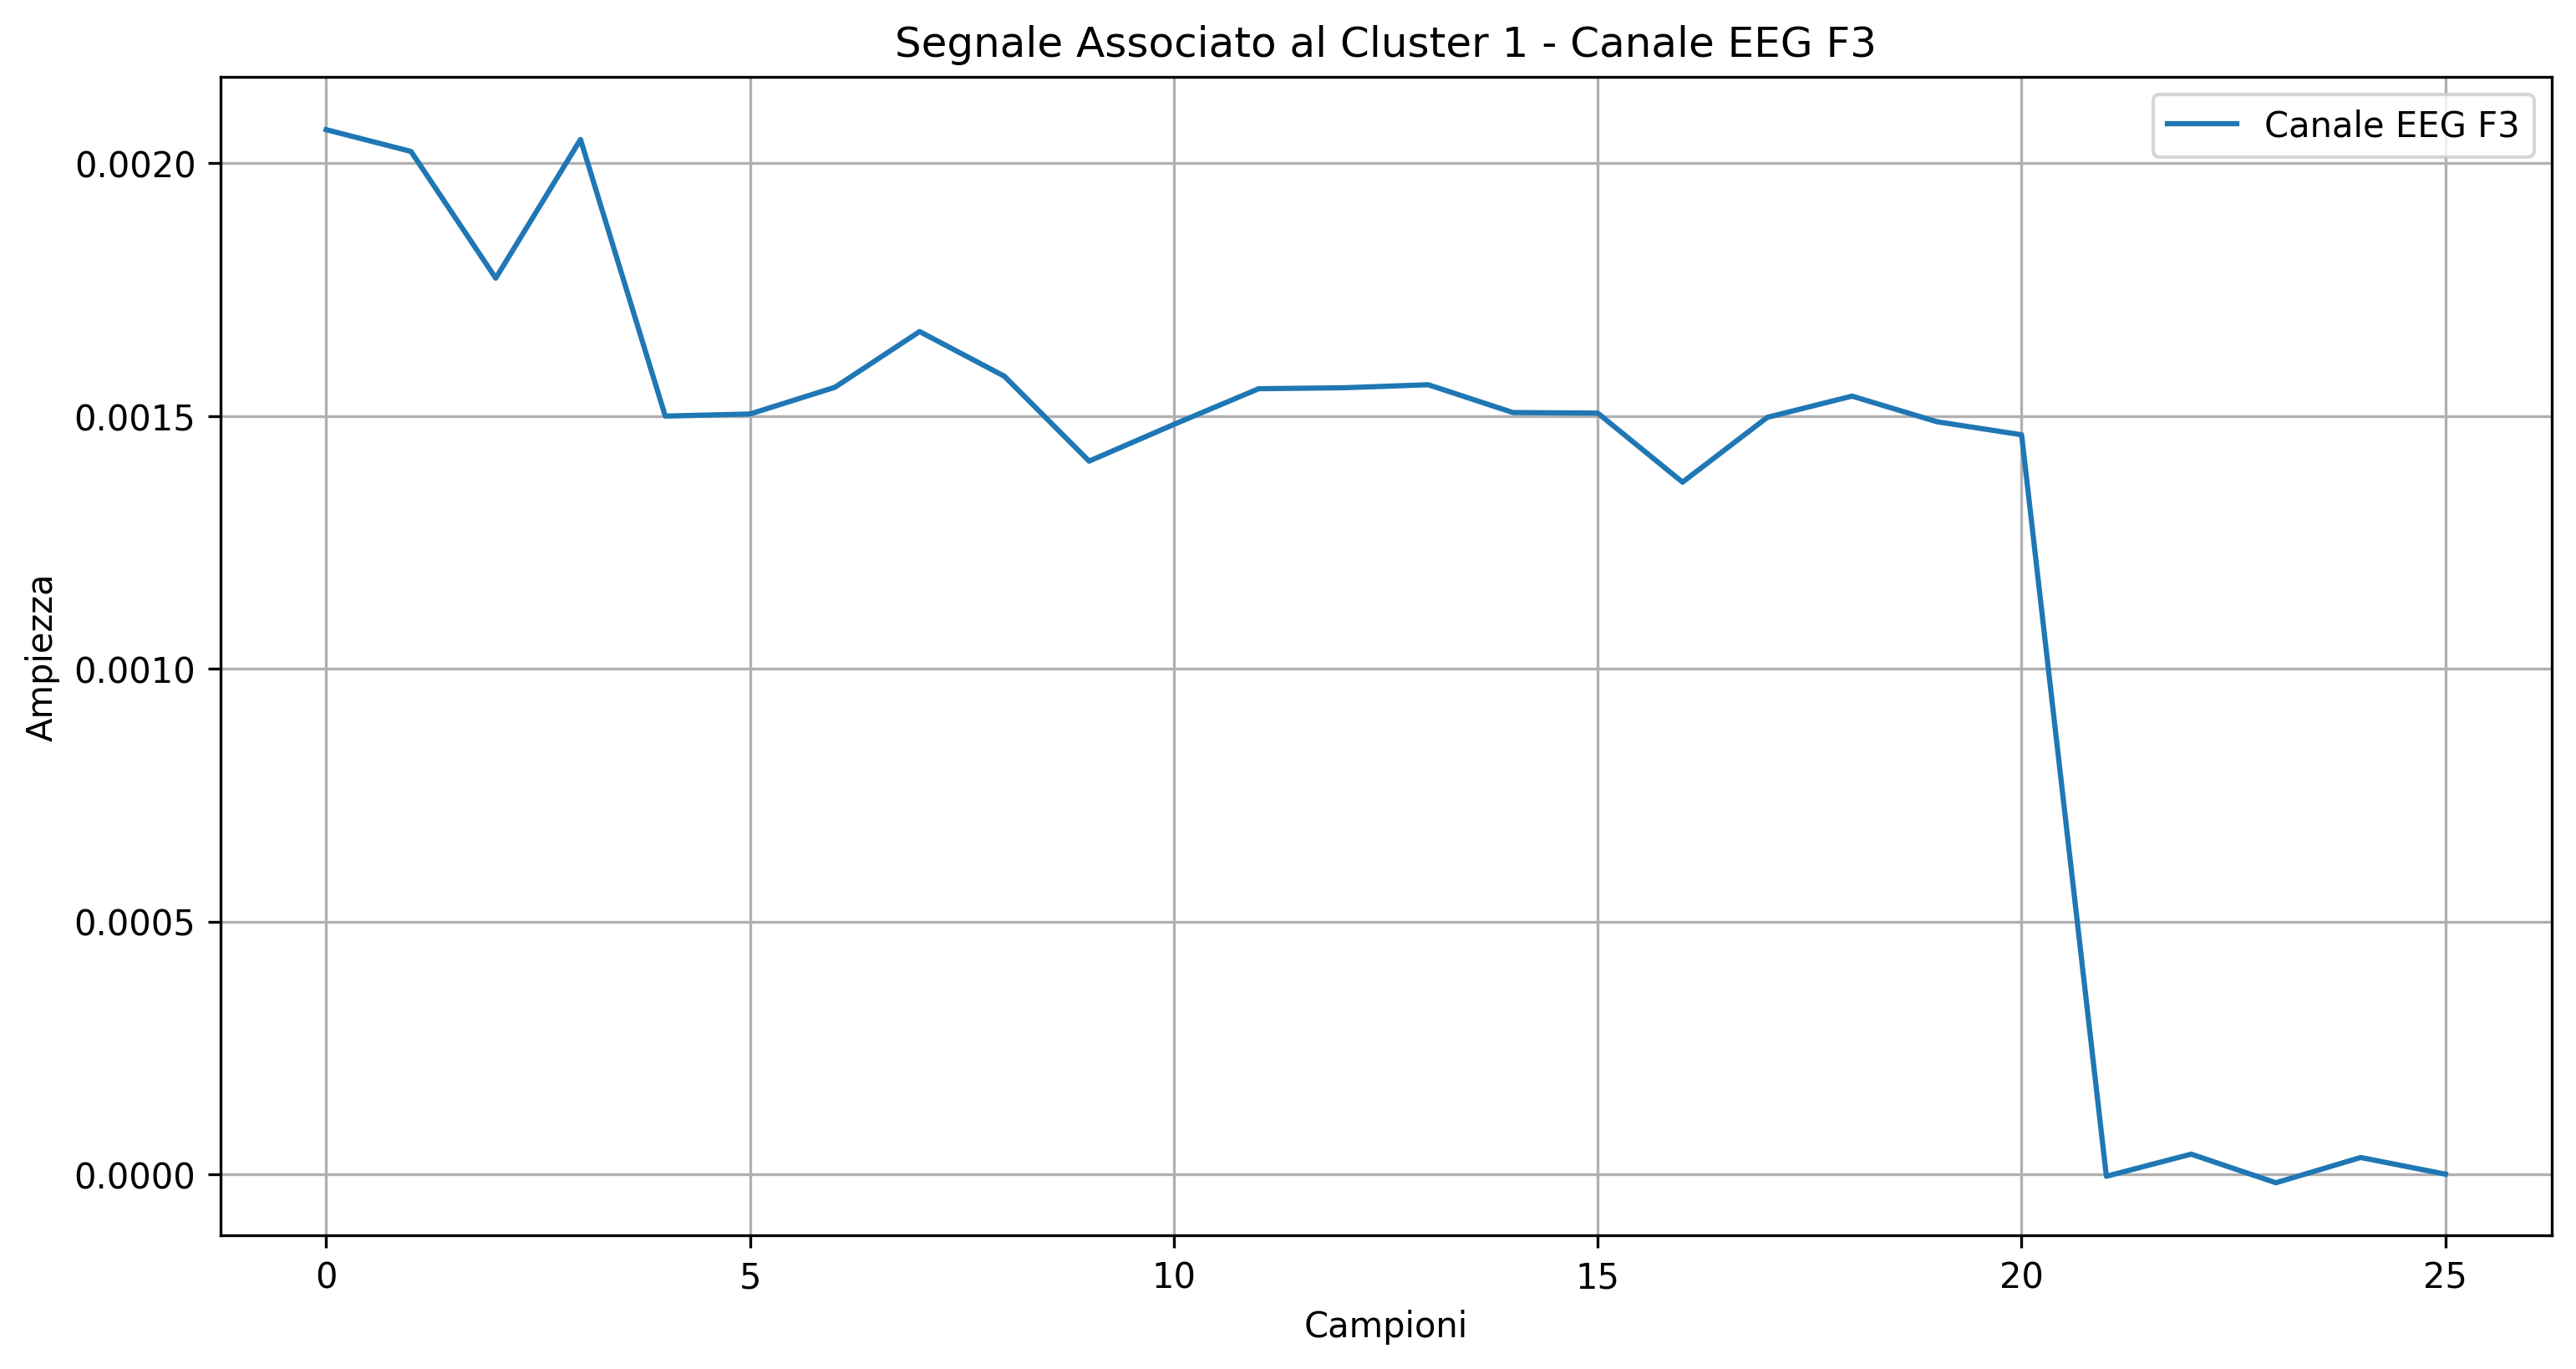 Segnale Associato al Cluster 1 - Canale EEG F3
Canale EEG F3
0.0020
0.0015
0.0010
0.0005
0.0000
Ampiezza
0 5 10 15 20 25
Campioni